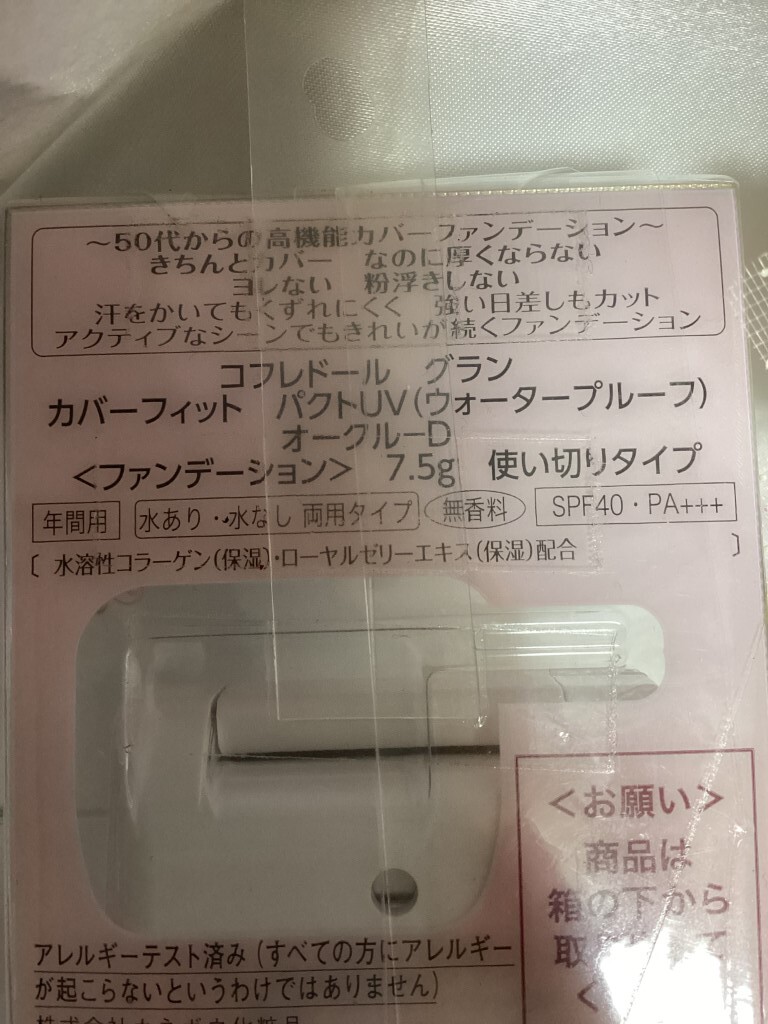 ～50代からの高機能カバーファンデーション～
きちんとカバー なのに厚くならない
ヨレない 粉浮きしない
汗をかいてもくずれにくく 強い日差しもカット
アクティブなシーンでもきれいが続くファンデーション
コフレドール グラン
カバーフィット パクトUV(ウォータープルーフ)
オークルーD
<ファンデーション> 7.5g 使い切りタイプ
年間用 水あり・水なし 両用タイプ 無香料 SPF40・PA+++
〔水溶性コラーゲン(保湿)・ローヤルゼリーエキス(保湿)配合〕
<お願い>
商品は
箱の下から
取
アレルギーテスト済み (すべての方にアレルギー
が起こらないというわけではありません)
株式会社カネボウ化粧品